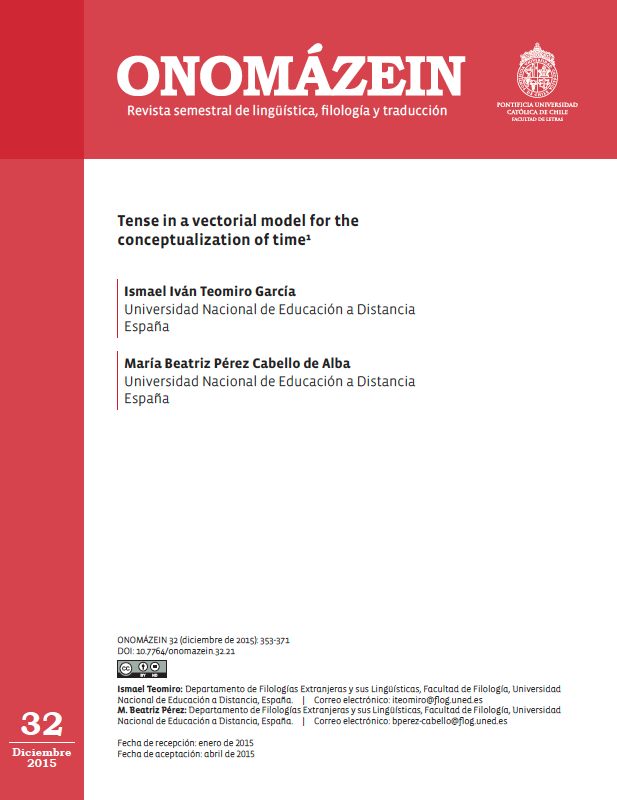 ONOMÁZEIN
Revista semestral de lingüística, filología y traducción
PONTIFICIA UNIVERSIDAD
CATÓLICA DE CHILE
FACULTAD DE LETRAS
Tense in a vectorial model for the
conceptualization of time¹
Ismael Iván Teomiro García
Universidad Nacional de Educación a Distancia
España
María Beatriz Pérez Cabello de Alba
Universidad Nacional de Educación a Distancia
España
ONOMÁZEIN 32 (diciembre de 2015): 353-371
DOI: 10.7764/onomazein.32.21
CC BY ND
Ismael Teomiro: Departamento de Filologías Extranjeras y sus Lingüísticas, Facultad de Filología, Universidad
Nacional de Educación a Distancia, España. | Correo electrónico: iteomiro@flog.uned.es
M. Beatriz Pérez: Departamento de Filologías Extranjeras y sus Lingüísticas, Facultad de Filología, Universidad
Nacional de Educación a Distancia, España. | Correo electrónico: bperez-cabello@flog.uned.es
Fecha de recepción: enero de 2015
Fecha de aceptación: abril de 2015
32
Diciembre
2015